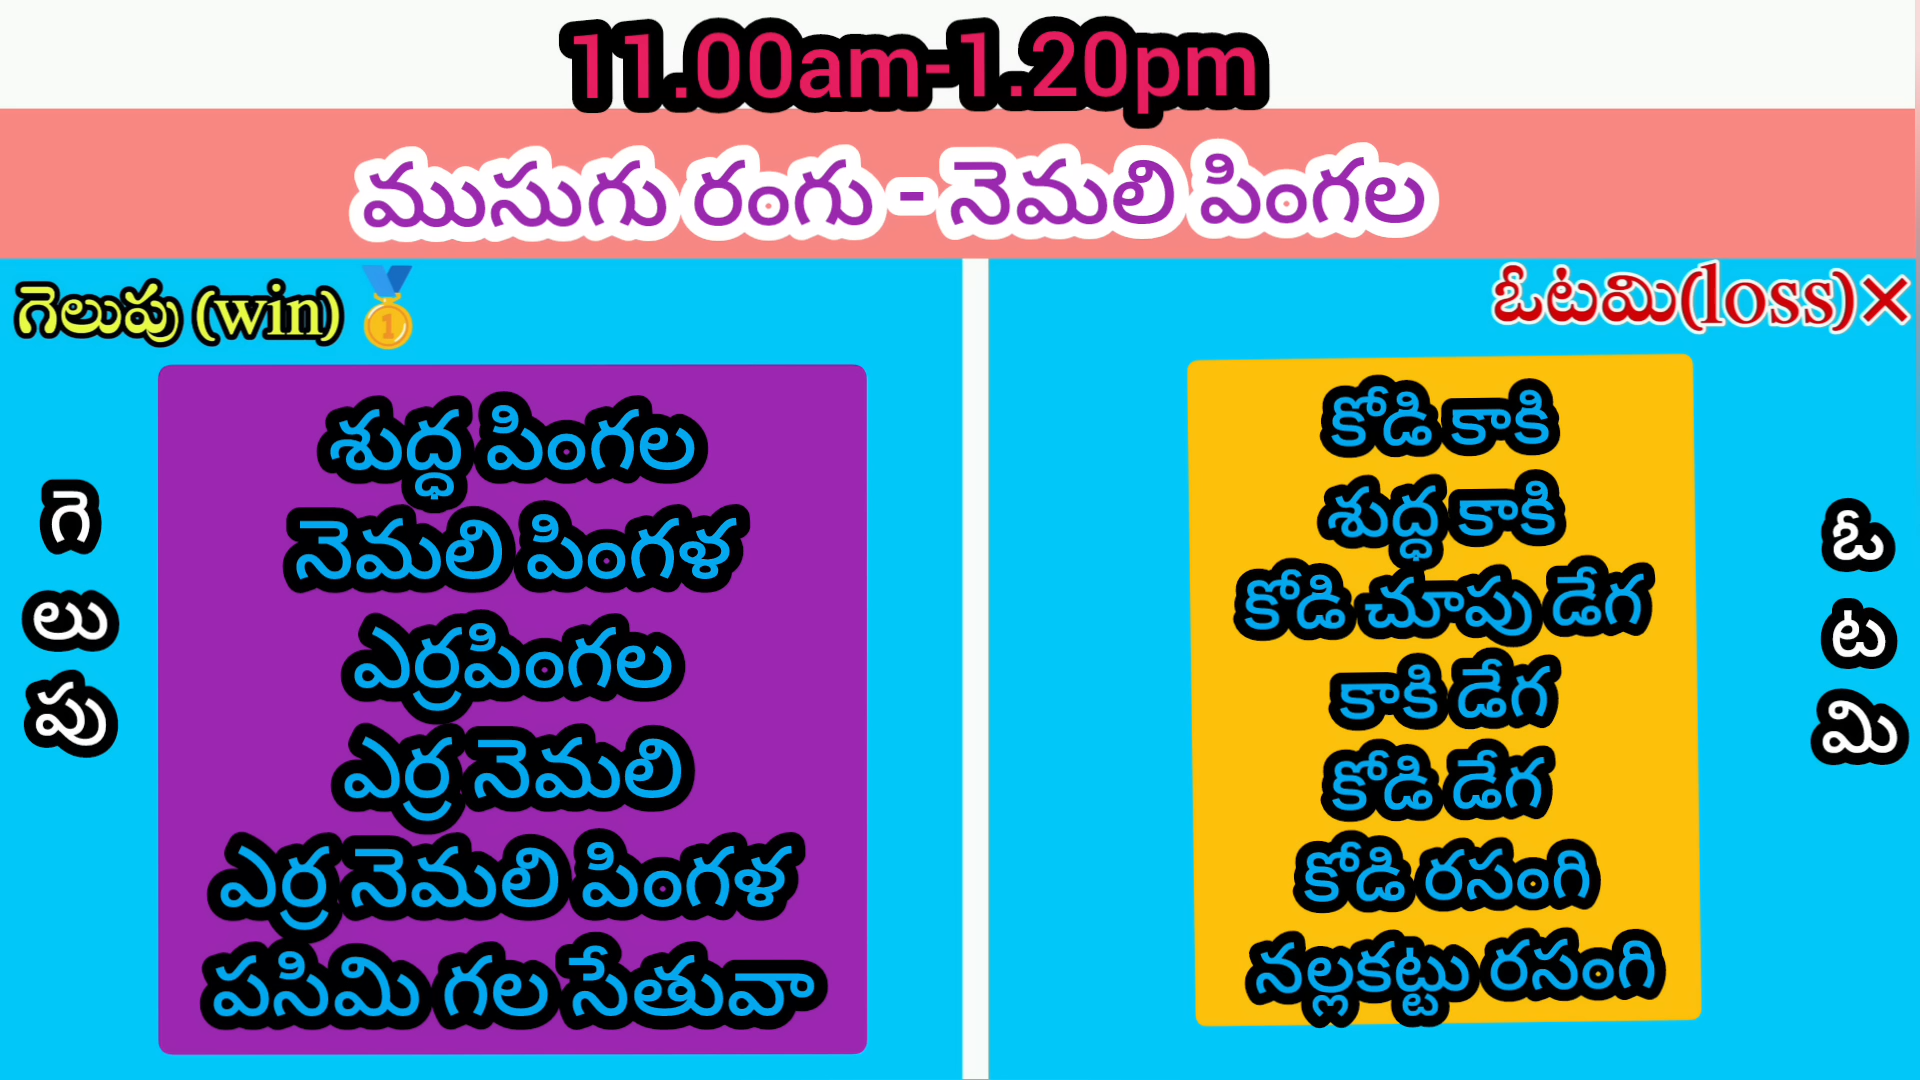 11.00am-1.20pm
ముసుగు రంగు - నెమలి పింగల
గెలుపు (win)
శుద్ధ పింగల
నెమలి పింగళ
ఎర్రపింగల
ఎర్ర నెమలి
ఎర్ర నెమలి పింగళ
పసిమి గల సేతువా
గె
లు
పు
ఓటమి(loss)×
కోడి కాకి
శుద్ధ కాకి
కోడి చూపు డేగ
కాకి డేగ
కోడి డేగ
కోడి రసంగి
నల్లకట్టు రసంగి
ఓ
ట
మి